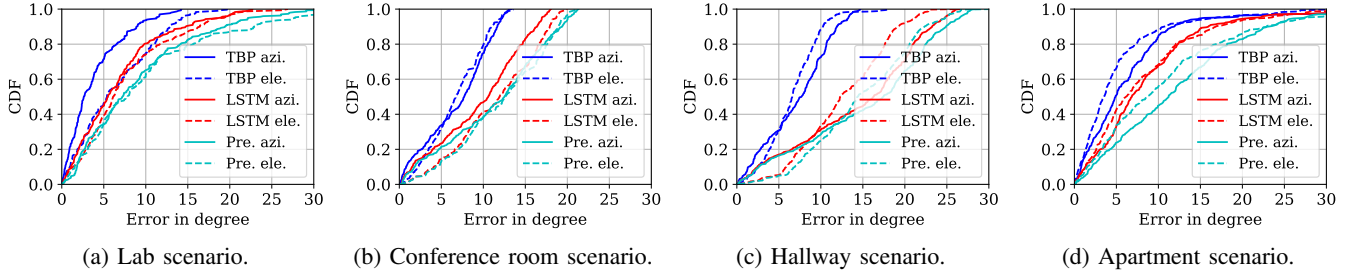 1.0
0.8
0.6
0.4
0.2
0.0
CDF
0 5 10 15 20 25 30
Error in degree
TBP azi.
TBP ele.
LSTM azi.
LSTM ele.
Pre. azi.
Pre. ele.
(a) Lab scenario.
1.0
0.8
0.6
0.4
0.2
0.0
CDF
0 5 10 15 20 25 30
Error in degree
TBP azi.
TBP ele.
LSTM azi.
LSTM ele.
Pre. azi.
Pre. ele.
(b) Conference room scenario.
1.0
0.8
0.6
0.4
0.2
0.0
CDF
0 5 10 15 20 25 30
Error in degree
TBP azi.
TBP ele.
LSTM azi.
LSTM ele.
Pre. azi.
Pre. ele.
(c) Hallway scenario.
1.0
0.8
0.6
0.4
0.2
0.0
CDF
0 5 10 15 20 25 30
Error in degree
TBP azi.
TBP ele.
LSTM azi.
LSTM ele.
Pre. azi.
Pre. ele.
(d) Apartment scenario.